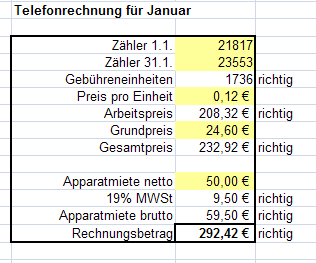 Telefonrechnung für Januar
Zähler 1.1. 21817
Zähler 31.1. 23553
Gebühreneinheiten 1736 richtig
Preis pro Einheit 0,12 €
Arbeitspreis 208,32 € richtig
Grundpreis 24,60 €
Gesamtpreis 232,92 € richtig
Apparatmiete netto 50,00 €
19% MWSt 9,50 € richtig
Apparatmiete brutto 59,50 € richtig
Rechnungsbetrag 292,42 € richtig